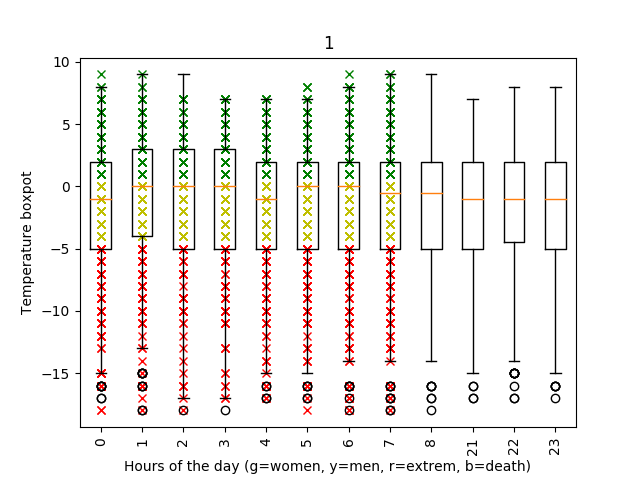 1
10
5
0
−5
−10
−15
Temperature boxpot
0 1 2 3 4 5 6 7 8 21 22 23
Hours of the day (g=women, y=men, r=extrem, b=death)